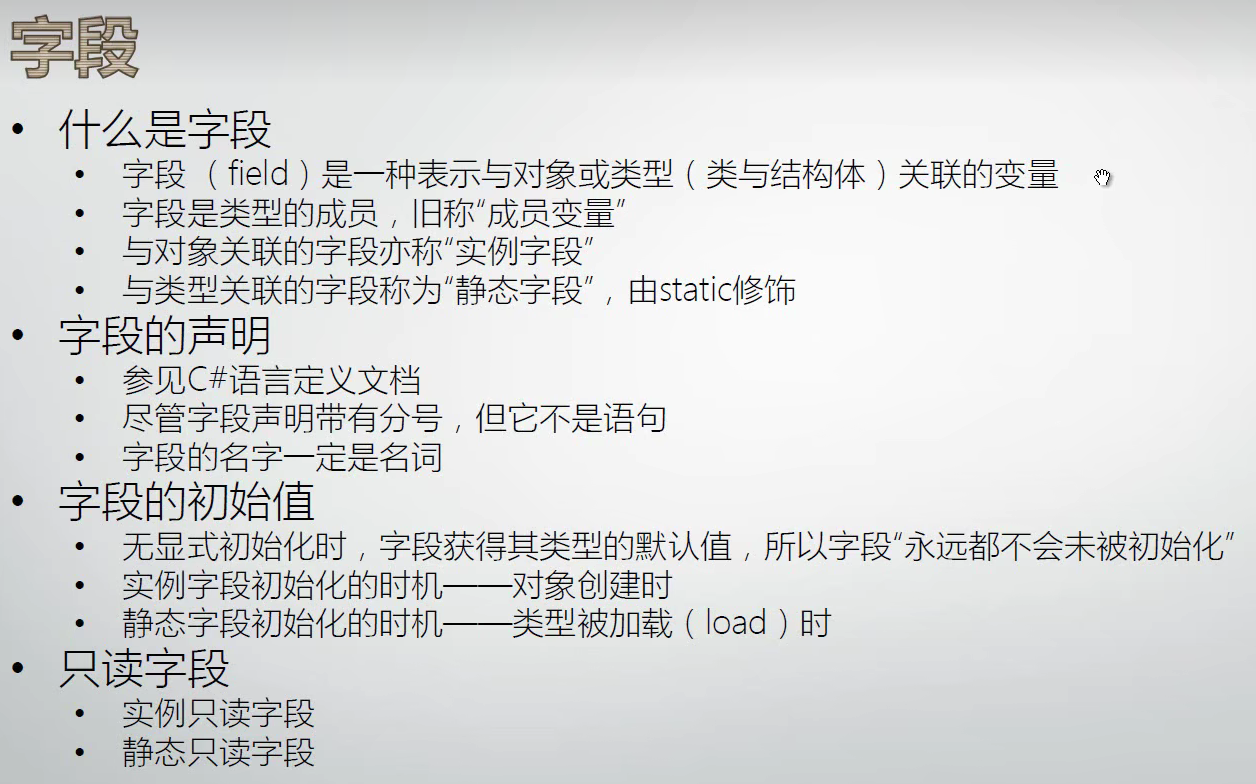 字段
• 什么是字段
• 字段（field）是一种表示与对象或类型（类与结构体）关联的变量
• 字段是类型的成员，旧称“成员变量”
• 与对象关联的字段亦称“实例字段”
• 与类型关联的字段称为“静态字段”，由static修饰
• 字段的声明
• 参见C#语言定义文档
• 尽管字段声明带有分号，但它不是语句
• 字段的名字一定是名词
• 字段的初始值
• 无显式初始化时，字段获得其类型的默认值，所以字段“永远都不会未被初始化”
• 实例字段初始化的时机——对象创建时
• 静态字段初始化的时机——类型被加载（load）时
• 只读字段
• 实例只读字段
• 静态只读字段